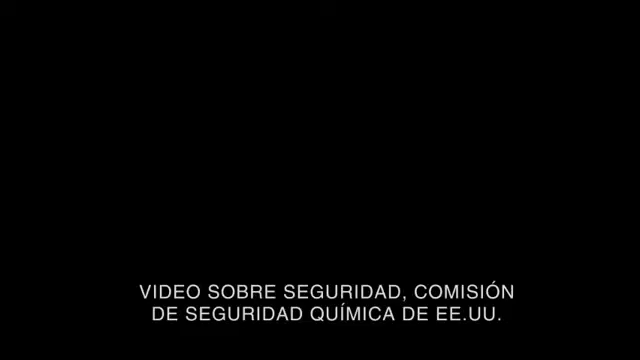 VIDEO SOBRE SEGURIDAD, COMISIÓN
DE SEGURIDAD QUÍMICA DE EE.UU.